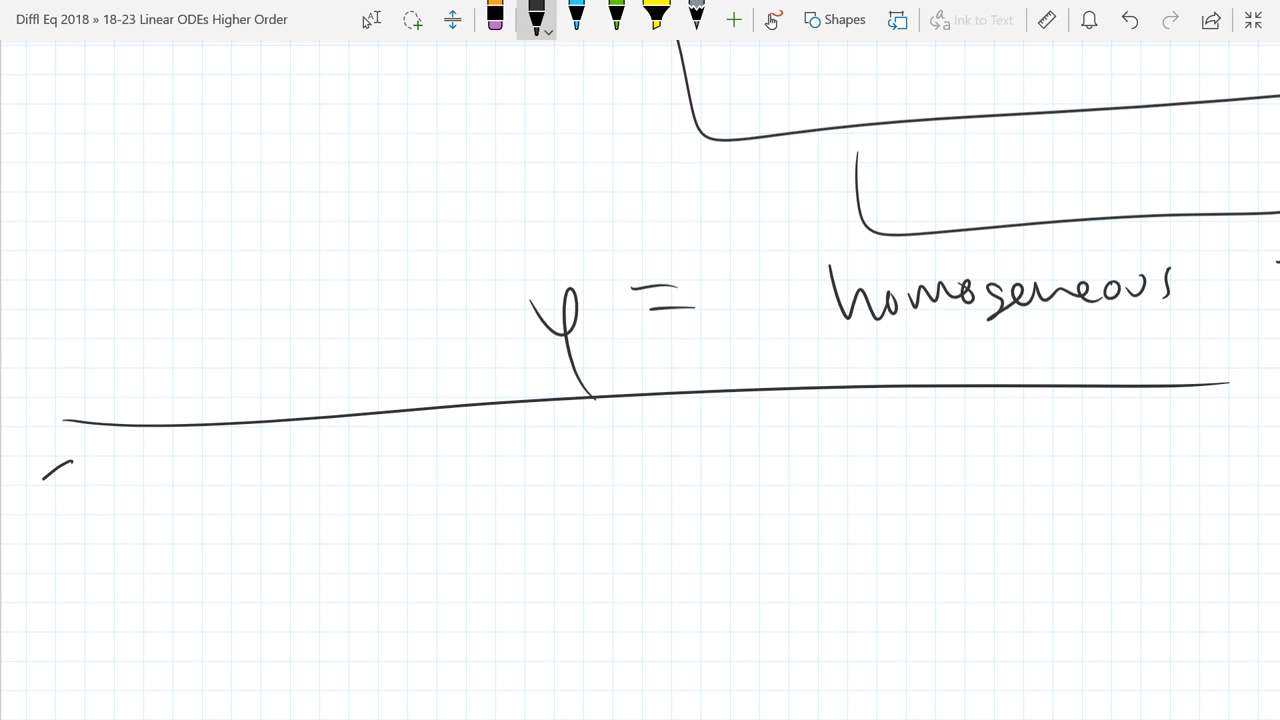 Diffl Eq 2018 » 18-23 Linear ODEs Higher Order
Shapes
Ink to Text
φ = homogeneous